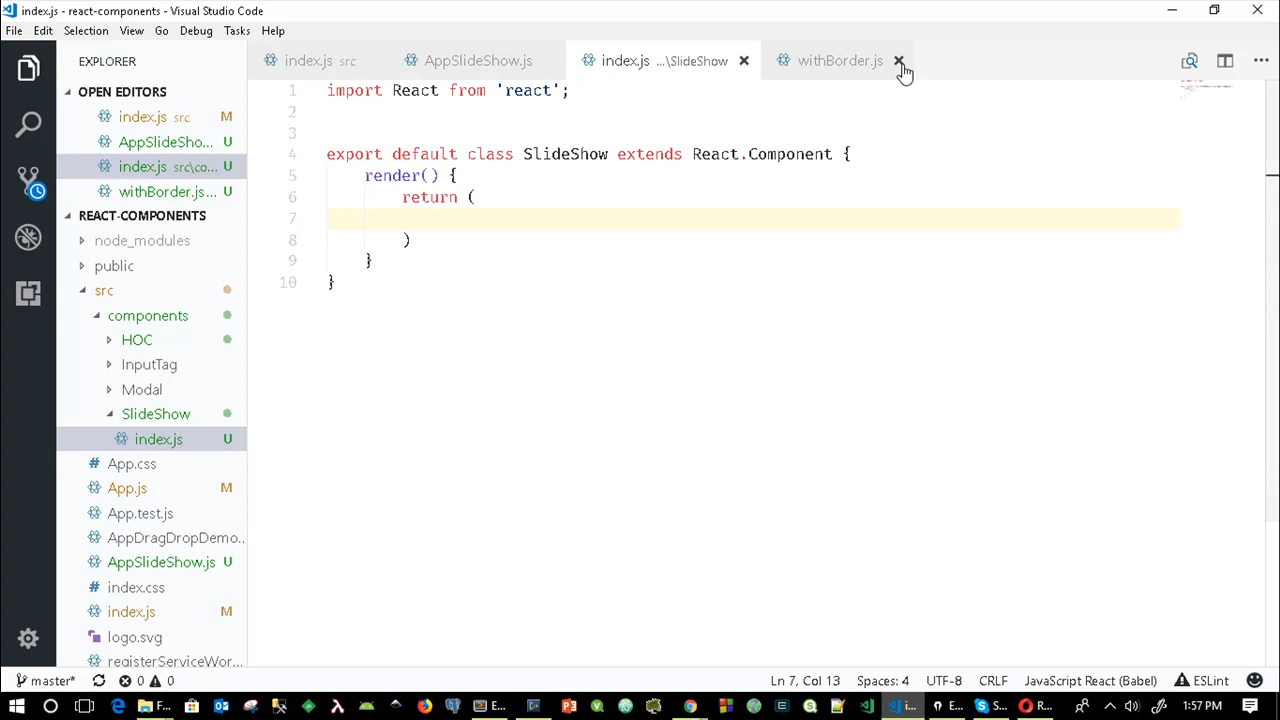 index.js - react-components - Visual Studio Code
File Edit Selection View Go Debug Tasks Help
EXPLORER
OPEN EDITORS
index.js src M
AppSlideSho... U
index.js src\co... U
withBorder.js... U
REACT-COMPONENTS
node_modules
public
src
components
HOC
InputTag
Modal
SlideShow
index.js U
App.css
App.js M
App.test.js
AppDragDropDemo...
AppSlideShow.js U
index.css
index.js M
logo.svg
registerServiceWor...
index.js src
AppSlideShow.js
index.js ...\SlideShow
withBorder.js
1 import React from 'react';
2
3
4 export default class SlideShow extends React.Component {
5 render() {
6 return (
7
8 )
9 }
10 }
master* 0 0
Ln 7, Col 13 Spaces: 4 UTF-8 CRLF JavaScript React (Babel) ESLint
F... E... i... E... S... R... 1:57 PM